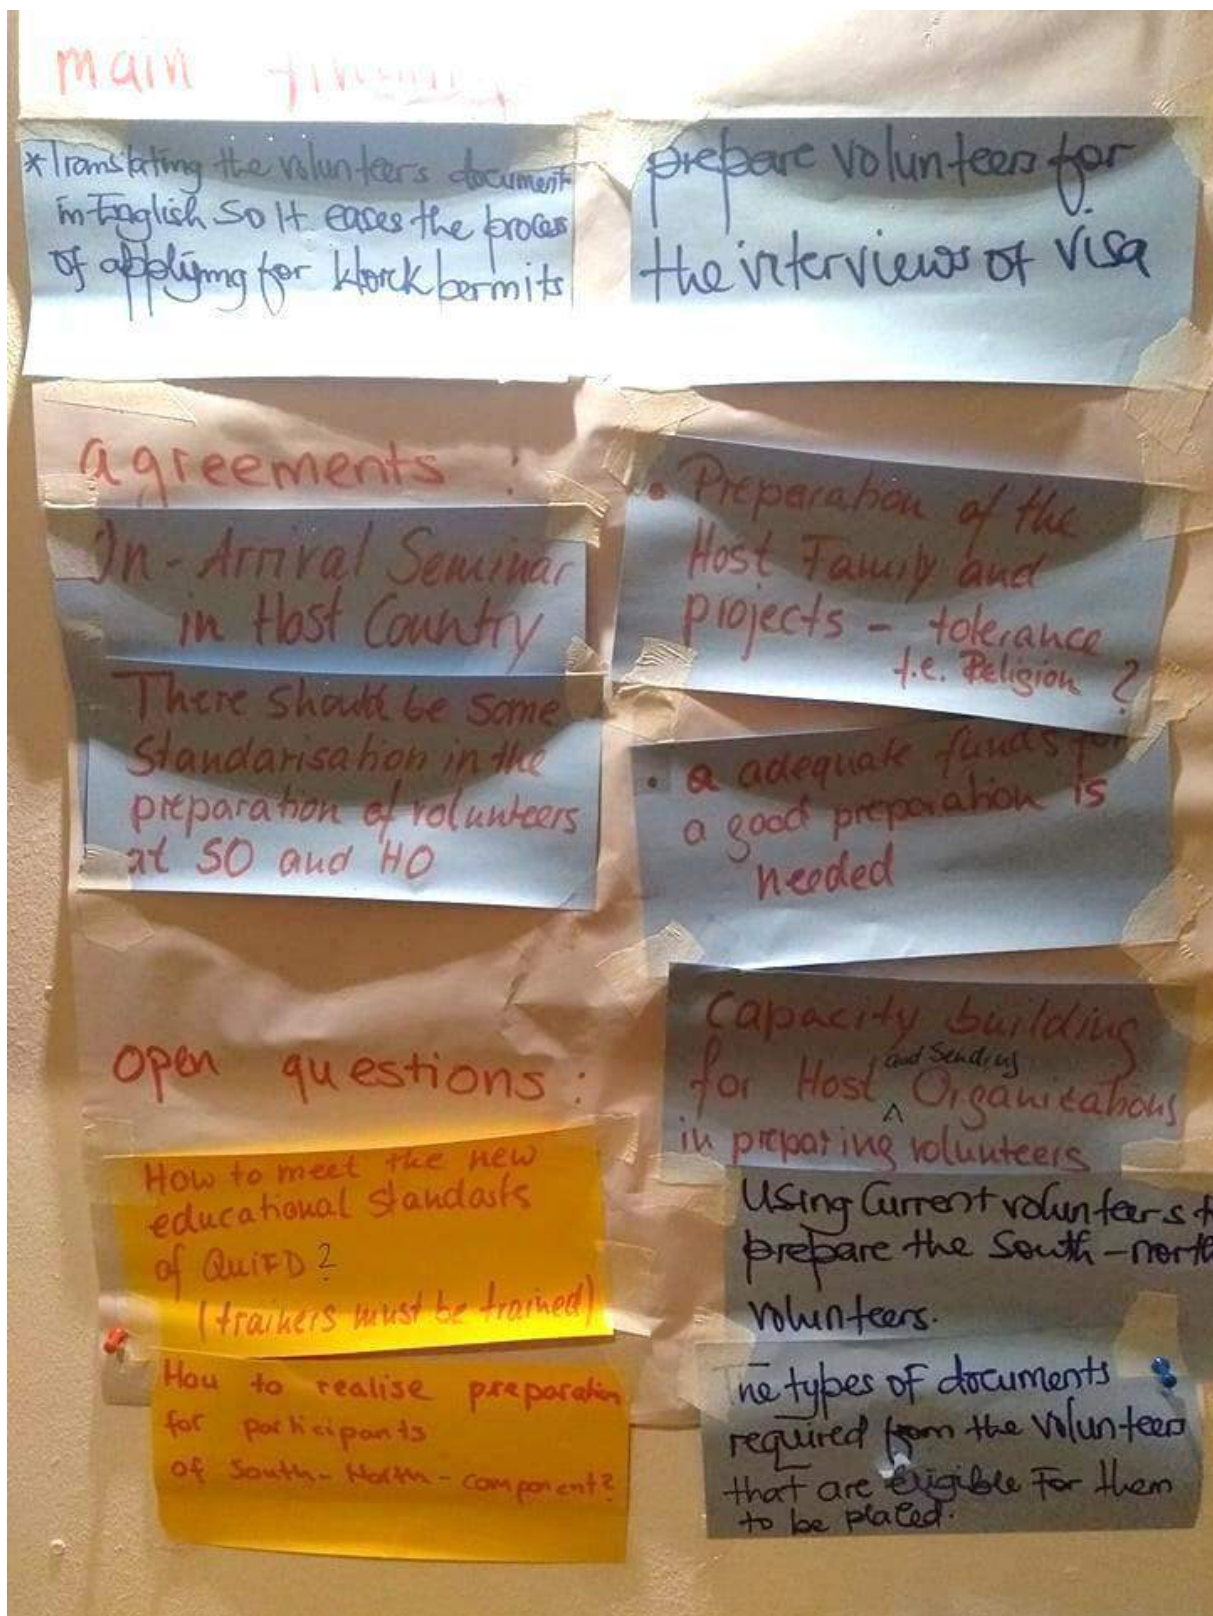 main
*Translating the volunteers document
in English so It eases the proces
of appliying for Work permits
prepare volunteers for
the interviews of visa
agreements :
On-Arrival Seminar
in Host Country
There should be some
Standarisation in the
preparation of volunteers
at SO and HO
• Preparation of the
Host Family and
projects - tolerance
f.e. Religion ?
• a adequate funds for
a good preparation is
needed
Capacity building
for Host and Sending Organizations
in preparing volunteers
Using Current volunteers t
prepare the South-north
volunteers.
The types of documents
required from the volunteers
that are eligible For them
to be placed.
open questions :
How to meet the new
educational standarts
of QuiFD ?
(trainers must be trained)
How to realise preparation
for participants
of South-North-component?